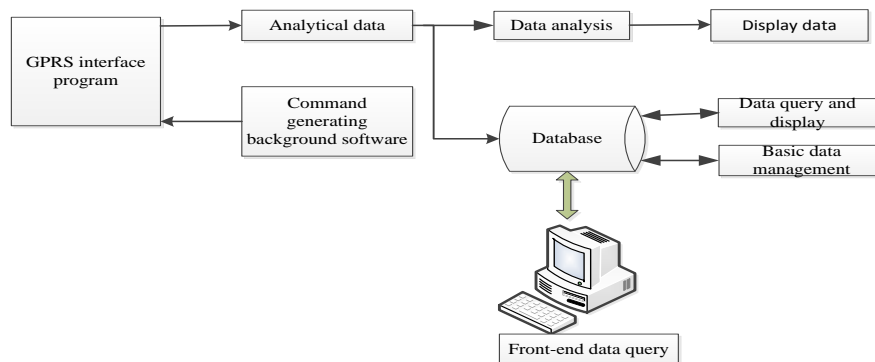 GPRS interface
program
Analytical data
Data analysis
Display data
Command
generating
background software
Database
Data query and
display
Basic data
management
Front-end data query